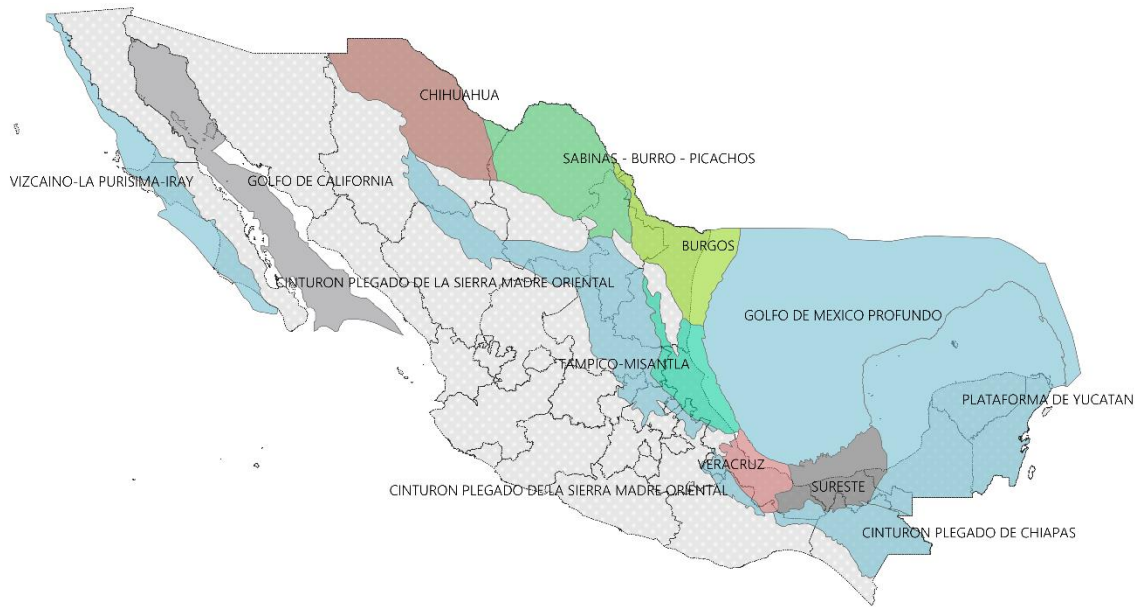 CHIHUAHUA
SABINAS - BURRO - PICACHOS
VIZCAINO-LA PURISIMA-IRAY
GOLFO DE CALIFORNIA
BURGOS
CINTURON PLEGADO DE LA SIERRA MADRE ORIENTAL
GOLFO DE MEXICO PROFUNDO
TAMPICO-MISANTLA
PLATAFORMA DE YUCATAN
VERACRUZ
SURESTE
CINTURON PLEGADO DE LA SIERRA MADRE ORIENTAL
CINTURON PLEGADO DE CHIAPAS